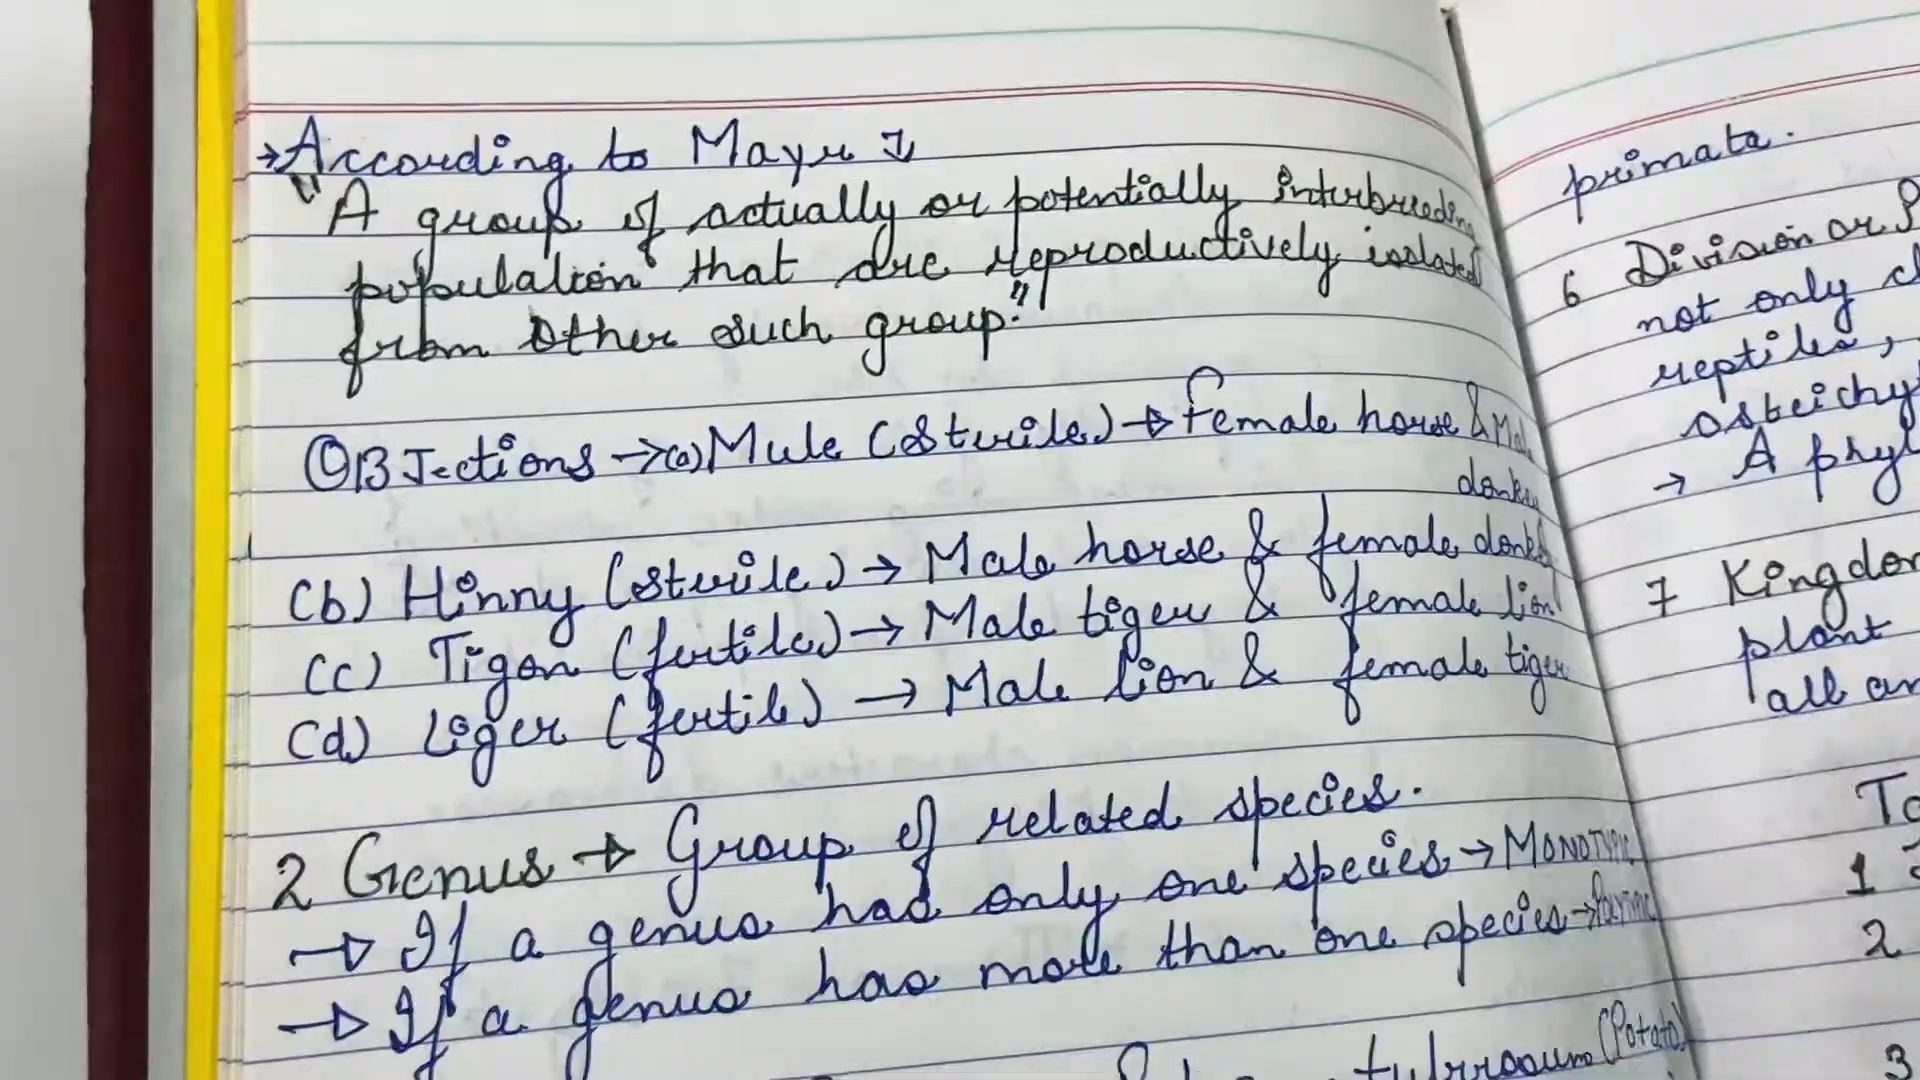 →According to Mayr :
"A group of actually or potentially interbreeding
population that are reproductively isolated
from other such group."
OBJections → (a) Mule (sterile) → female horse & Male
donkey
(b) Hinny (sterile) → Male horse & female donkey
(c) Tigon (fertile) → Male tiger & female lion
(d) Liger (fertile) → Male lion & female tiger
2 Genus → Group of related species.
→ If a genus had only one species → MONOTYPIC
→ If a genus has more than one species →
(Potato)
primata.
6 Division or
not only
reptiles,
osteichy
→ A phyl
7 Kingdom
plant
all an
1
2
3